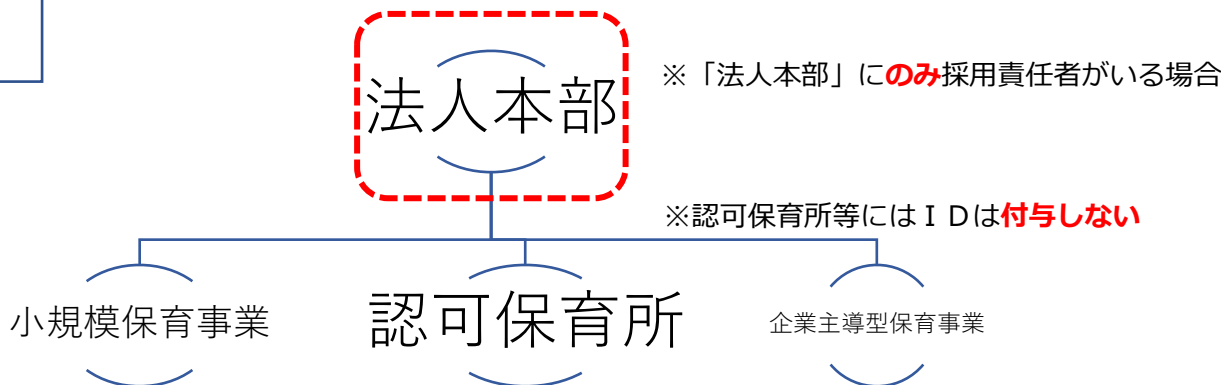 法人本部
※「法人本部」にのみ採用責任者がいる場合
※認可保育所等にはＩＤは付与しない
小規模保育事業
認可保育所
企業主導型保育事業